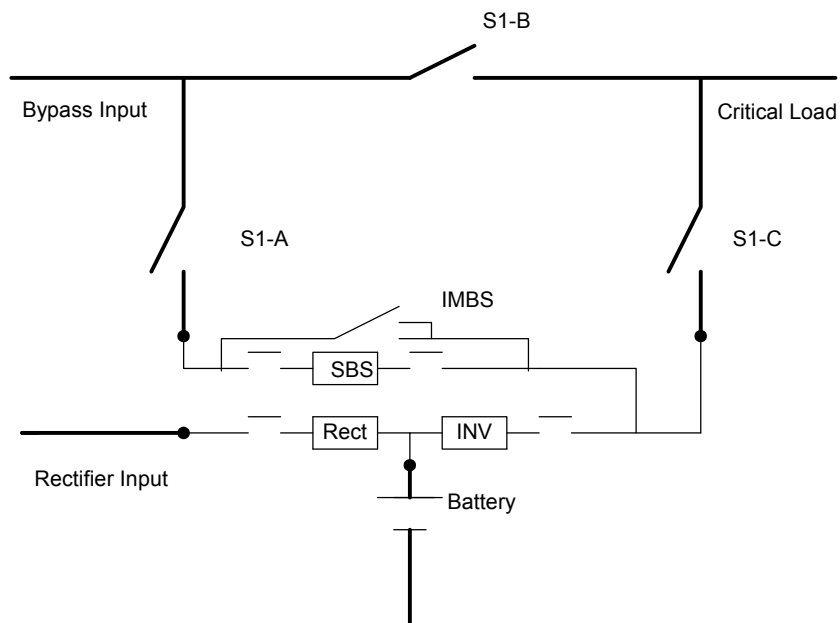 S1-B
Bypass Input
Critical Load
S1-A
S1-C
IMBS
SBS
Rect
INV
Rectifier Input
Battery